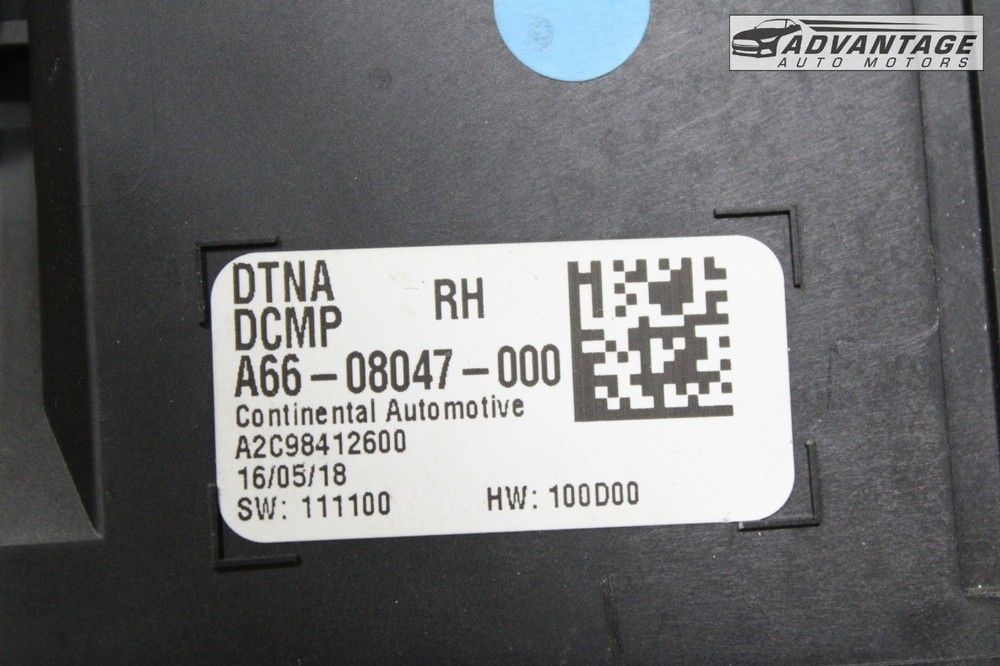 ADVANTAGE
AUTO MOTORS
DTNA
RH
DCMP
A66-08047-000
Continental Automotive
A2C98412600
16/05/18
SW: 111100 HW: 100D00